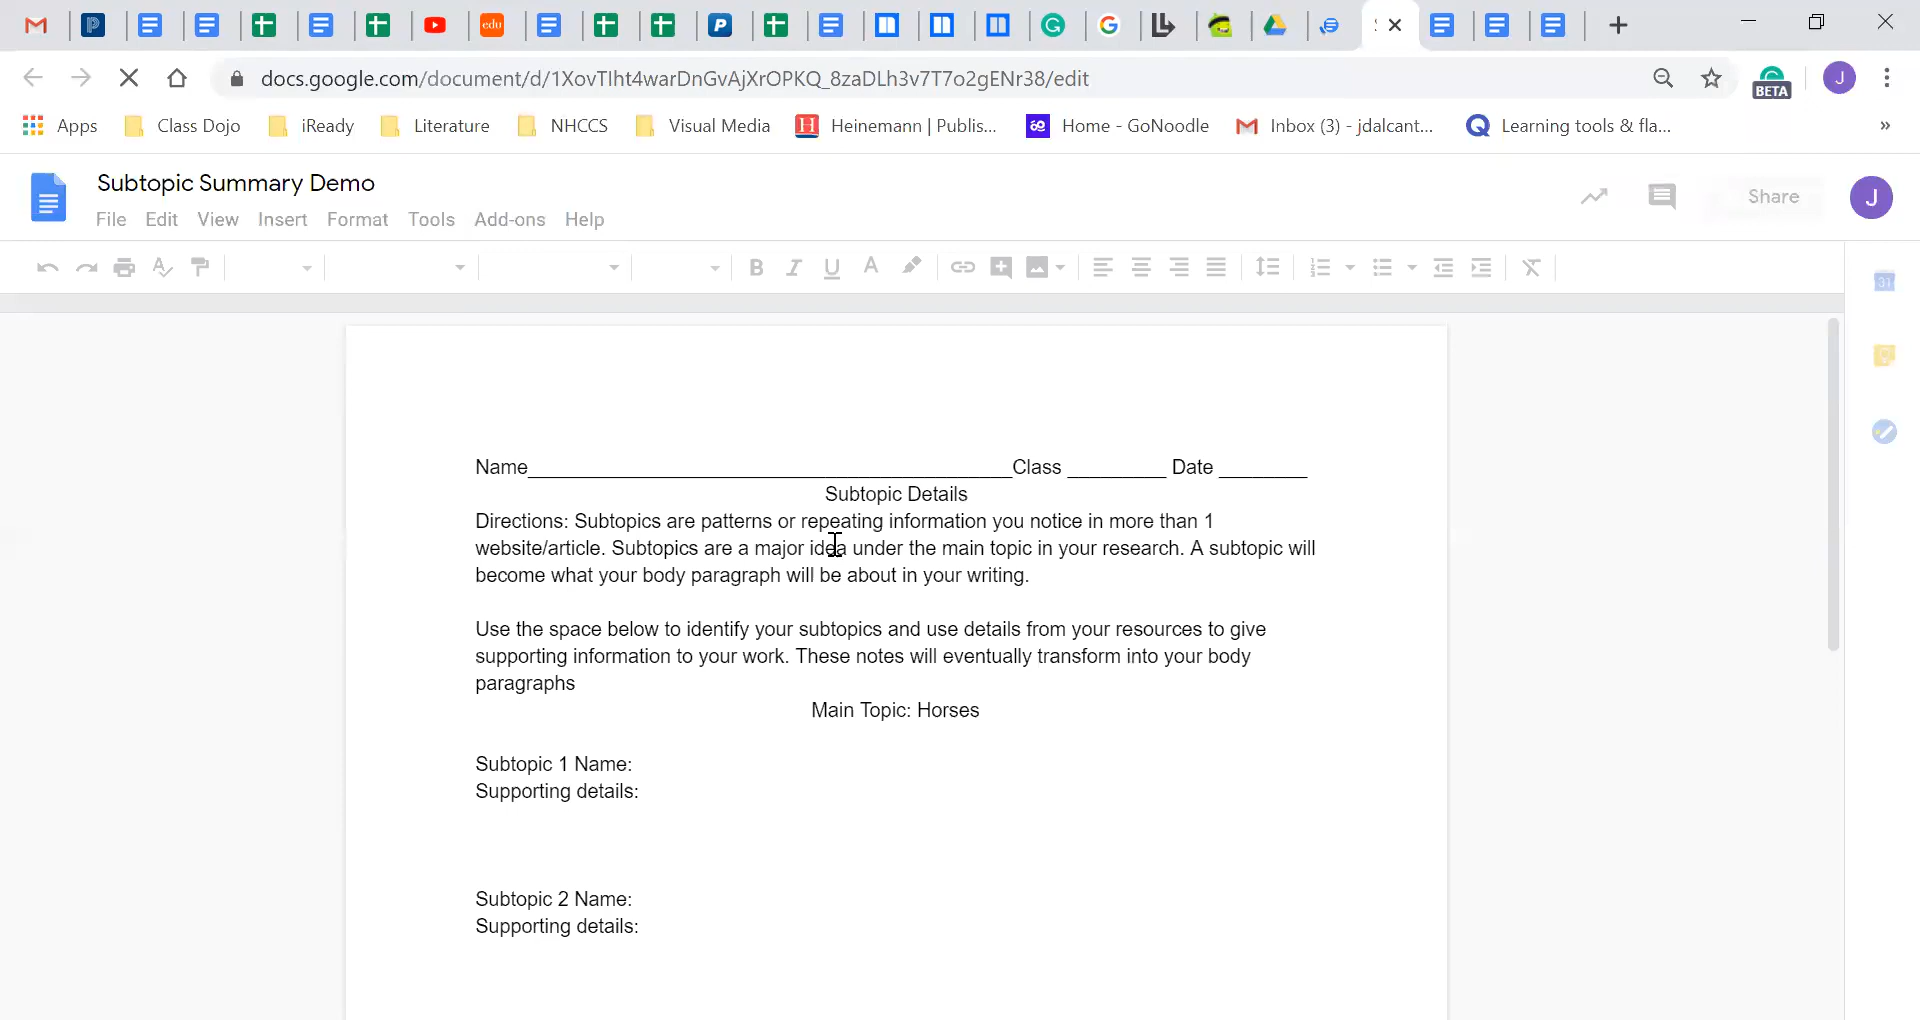 edu
docs.google.com/document/d/1XovTIht4warDnGvAjXrOPKQ_8zaDLh3v7T7o2gENr38/edit
BETA
J
Apps Class Dojo iReady Literature NHCCS Visual Media Heinemann | Publis... Home - GoNoodle Inbox (3) - jdalcant... Learning tools & fla...
Subtopic Summary Demo
Share
J
File Edit View Insert Format Tools Add-ons Help
31
Name____________________________________________Class _________ Date ________
Subtopic Details
Directions: Subtopics are patterns or repeating information you notice in more than 1
website/article. Subtopics are a major idea under the main topic in your research. A subtopic will
become what your body paragraph will be about in your writing.
Use the space below to identify your subtopics and use details from your resources to give
supporting information to your work. These notes will eventually transform into your body
paragraphs
Main Topic: Horses
Subtopic 1 Name:
Supporting details:
Subtopic 2 Name:
Supporting details: